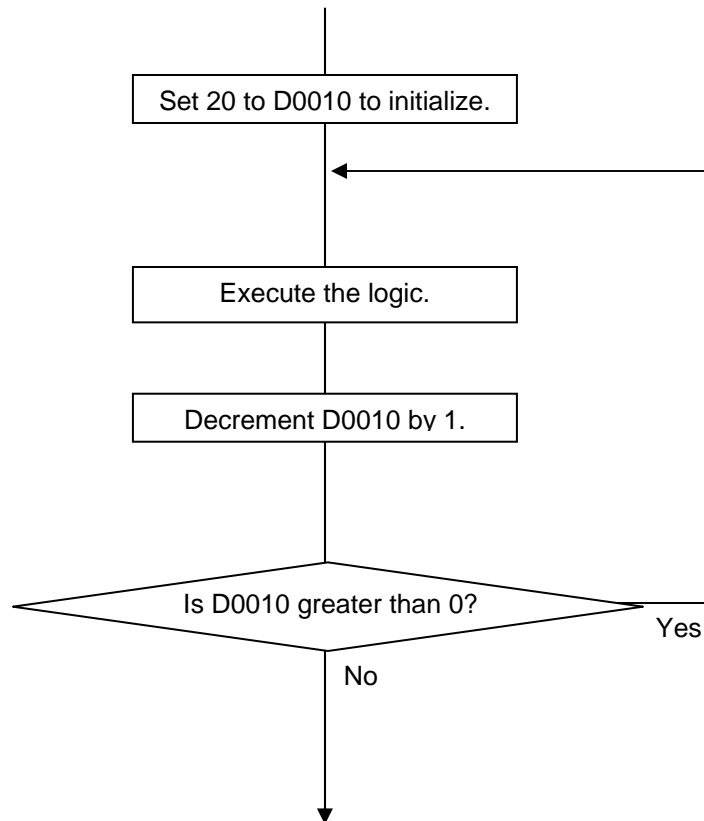 Set 20 to D0010 to initialize.
Execute the logic.
Decrement D0010 by 1.
Is D0010 greater than 0?
Yes
No